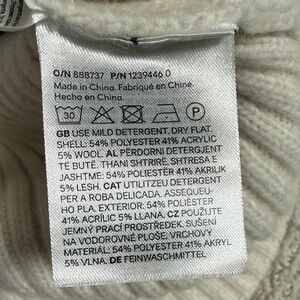 O/N 888737 P/N 1239446 0
Made in China. Fabriqué en Chine.
Hecho en China.
30 P
GB USE MILD DETERGENT. DRY FLAT.
SHELL: 54% POLYESTER 41% ACRYLIC
5% WOOL. AL PËRDORNI DETERGJENT
TË BUTË. THANI SHTRIRË. SHTRESA E
JASHTME: 54% POLIESTËR 41% AKRILIK
5% LESH. CAT UTILITZEU DETERGENT
PER A ROBA DELICADA. ASSEQUEU-
HO PLA. EXTERIOR: 54% POLIÈSTER
41% ACRÍLIC 5% LLANA. CZ POUŽIJTE
JEMNÝ PRACÍ PROSTŘEDEK. SUŠENÍ
NA VODOROVNÉ PLOŠE. VRCHOVÝ
MATERIÁL: 54% POLYESTER 41% AKRYL
5% VLNA. DE FEINWASCHMITTEL